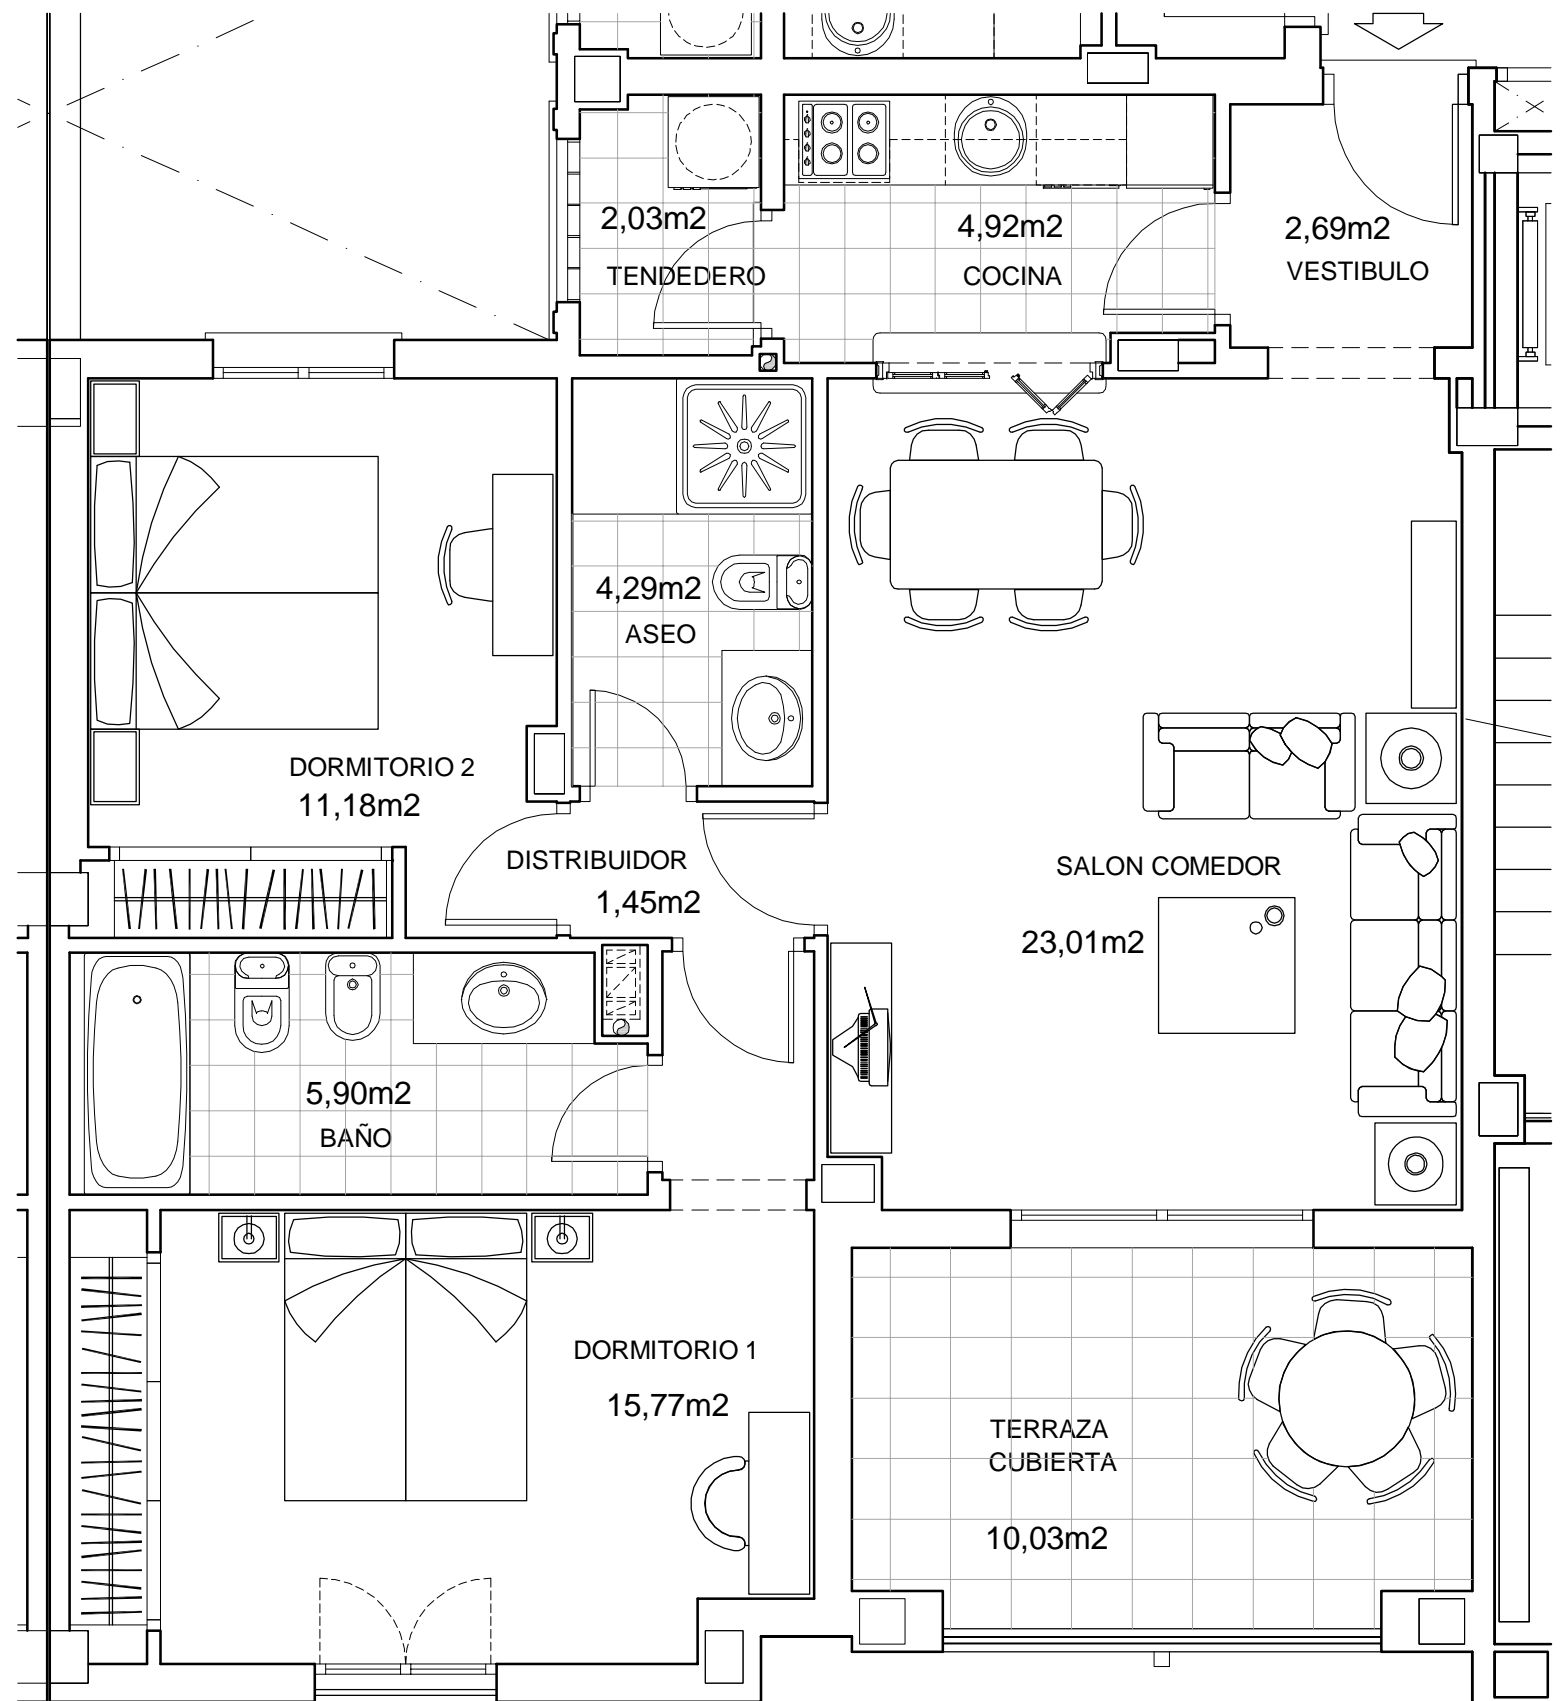 2,03m2
TENDEDERO
4,92m2
COCINA
2,69m2
VESTIBULO
4,29m2
ASEO
DORMITORIO 2
11,18m2
DISTRIBUIDOR
1,45m2
SALON COMEDOR
23,01m2
5,90m2
BAÑO
DORMITORIO 1
15,77m2
TERRAZA
CUBIERTA
10,03m2